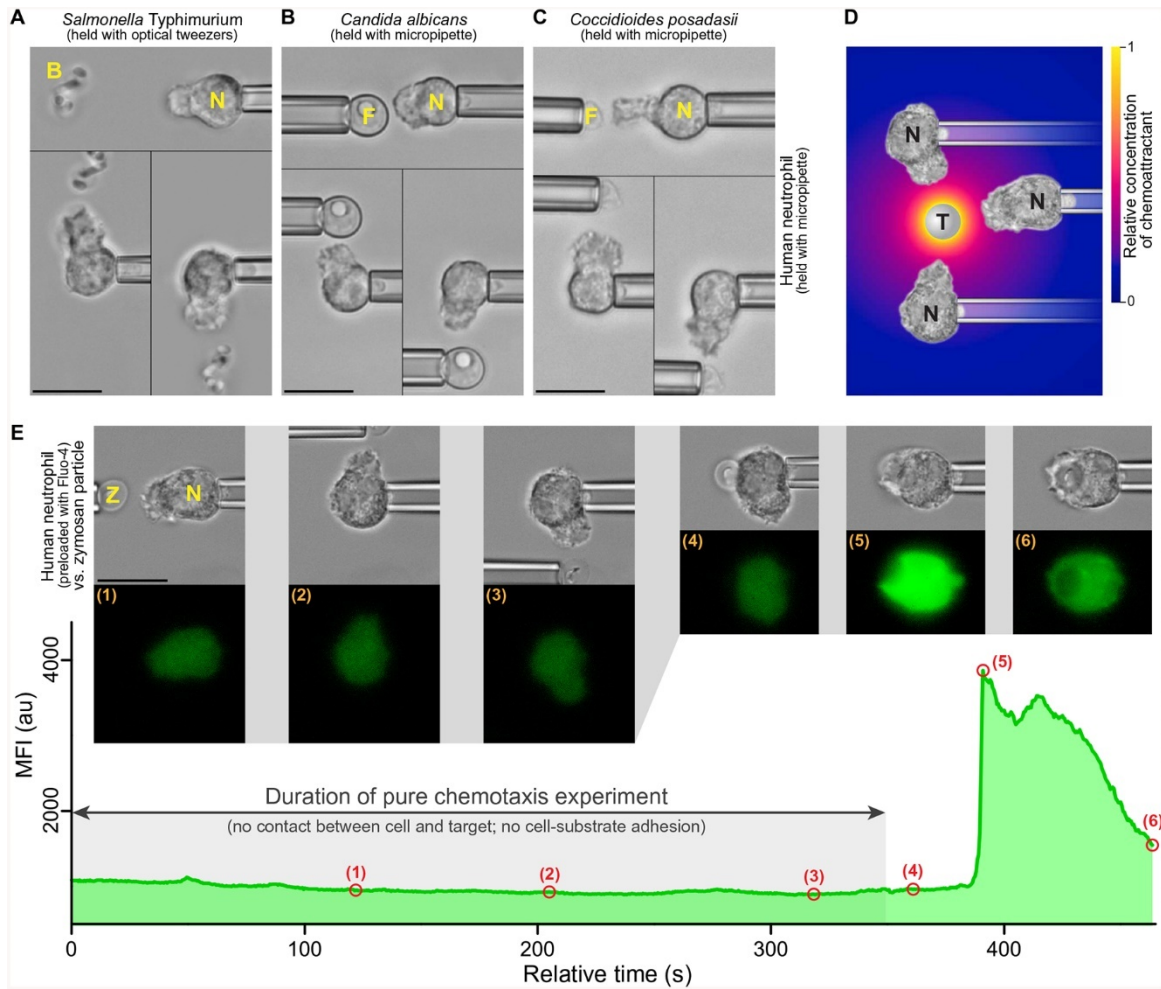 A
Salmonella Typhimurium
(held with optical tweezers)
B
N
B
Candida albicans
(held with micropipette)
F
N
C
Coccidioides posadasii
(held with micropipette)
F
N
Human neutrophil
(held with micropipette)
D
N
N
T
N
1
0
Relative concentration
of chemoattractant
E
Human neutrophil
(preloaded with Fluo-4)
vs. zymosan particle
Z
N
(1)
(2)
(3)
(4)
(5)
(6)
MFI (au)
4000
2000
Duration of pure chemotaxis experiment
(no contact between cell and target; no cell-substrate adhesion)
(1)
(2)
(3)
(4)
(5)
(6)
0
100
200
300
400
Relative time (s)